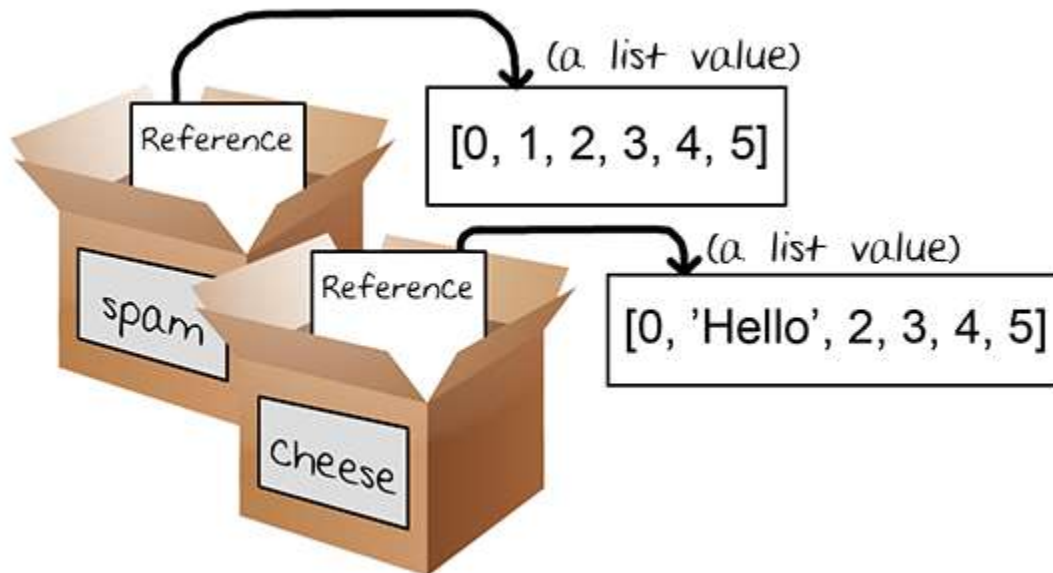 (a list value)
Reference
[0, 1, 2, 3, 4, 5]
spam
(a list value)
Reference
[0, ’Hello’, 2, 3, 4, 5]
Cheese